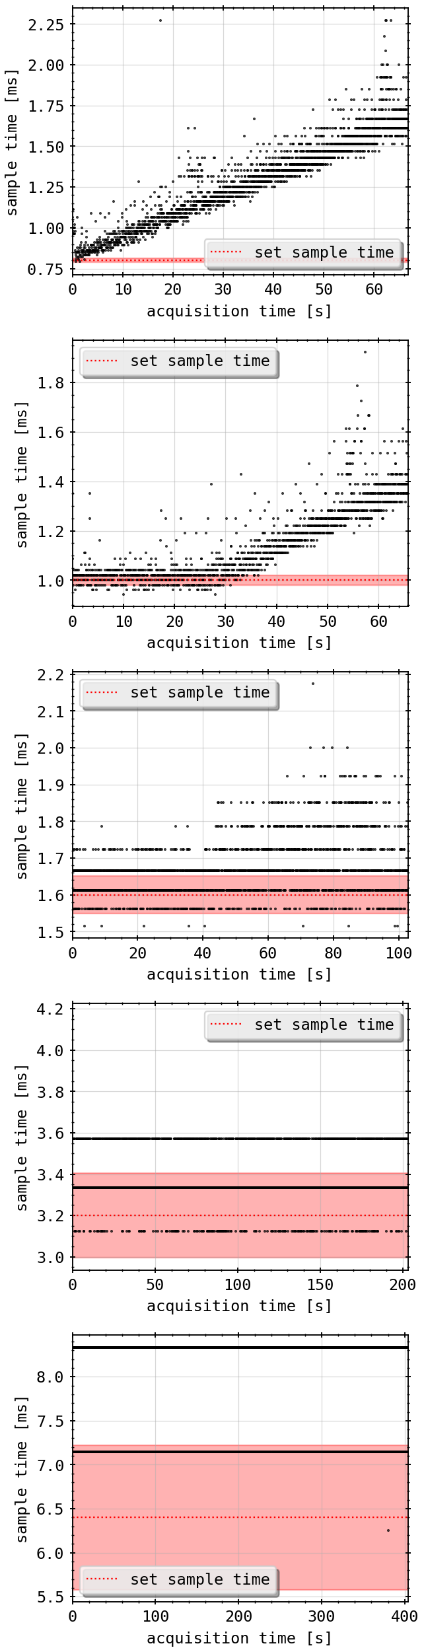 2.25
2.00
1.75
1.50
1.25
1.00
0.75
sample time [ms]
set sample time
0 10 20 30 40 50 60
acquisition time [s]
1.8
1.6
1.4
1.2
1.0
sample time [ms]
set sample time
0 10 20 30 40 50 60
acquisition time [s]
2.2
2.1
2.0
1.9
1.8
1.7
1.6
1.5
sample time [ms]
set sample time
0 20 40 60 80 100
acquisition time [s]
4.2
4.0
3.8
3.6
3.4
3.2
3.0
sample time [ms]
set sample time
0 50 100 150 200
acquisition time [s]
8.0
7.5
7.0
6.5
6.0
5.5
sample time [ms]
set sample time
0 100 200 300 400
acquisition time [s]